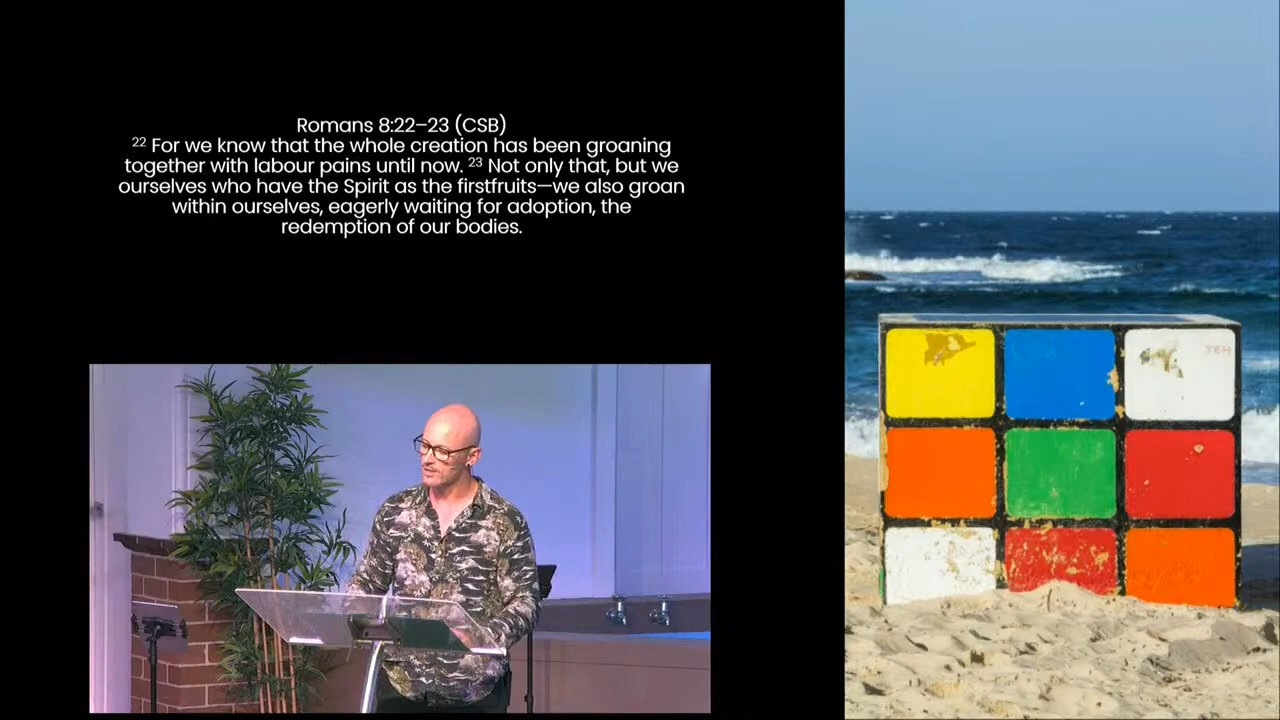 Romans 8:22–23 (CSB)
22 For we know that the whole creation has been groaning
together with labour pains until now. 23 Not only that, but we
ourselves who have the Spirit as the firstfruits—we also groan
within ourselves, eagerly waiting for adoption, the
redemption of our bodies.